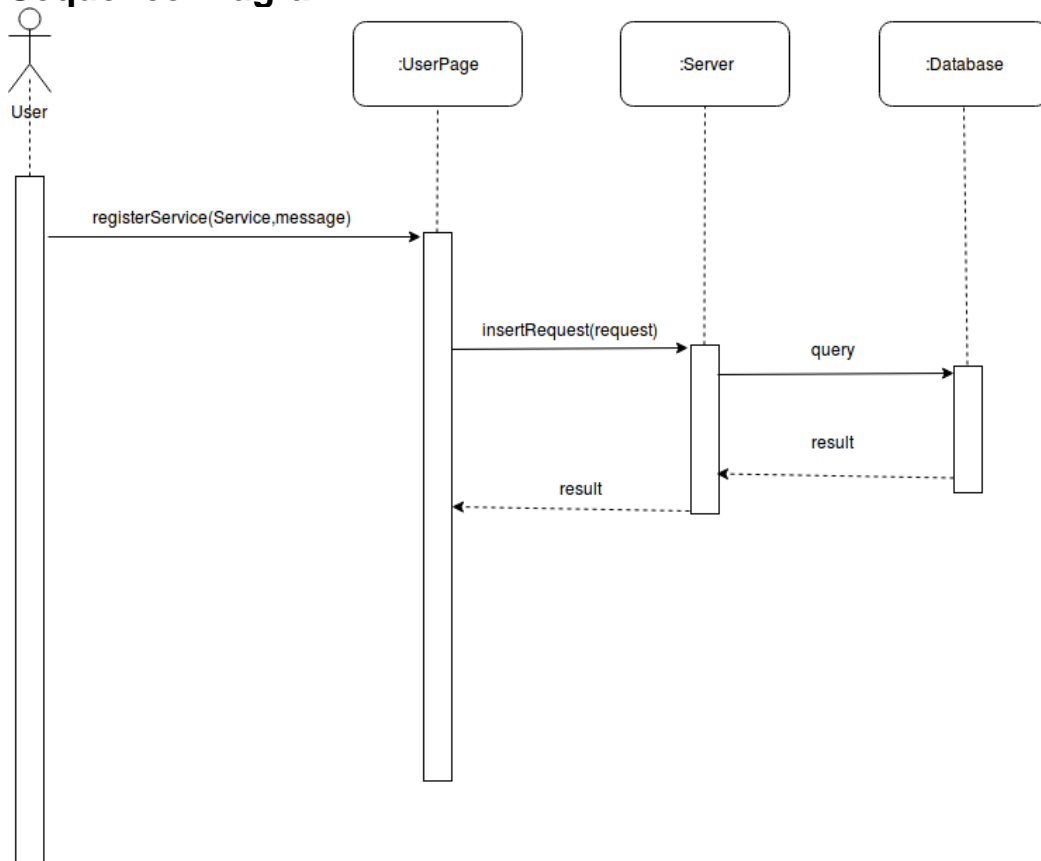 :UserPage
:Server
:Database
User
registerService(Service,message)
insertRequest(request)
query
result
result